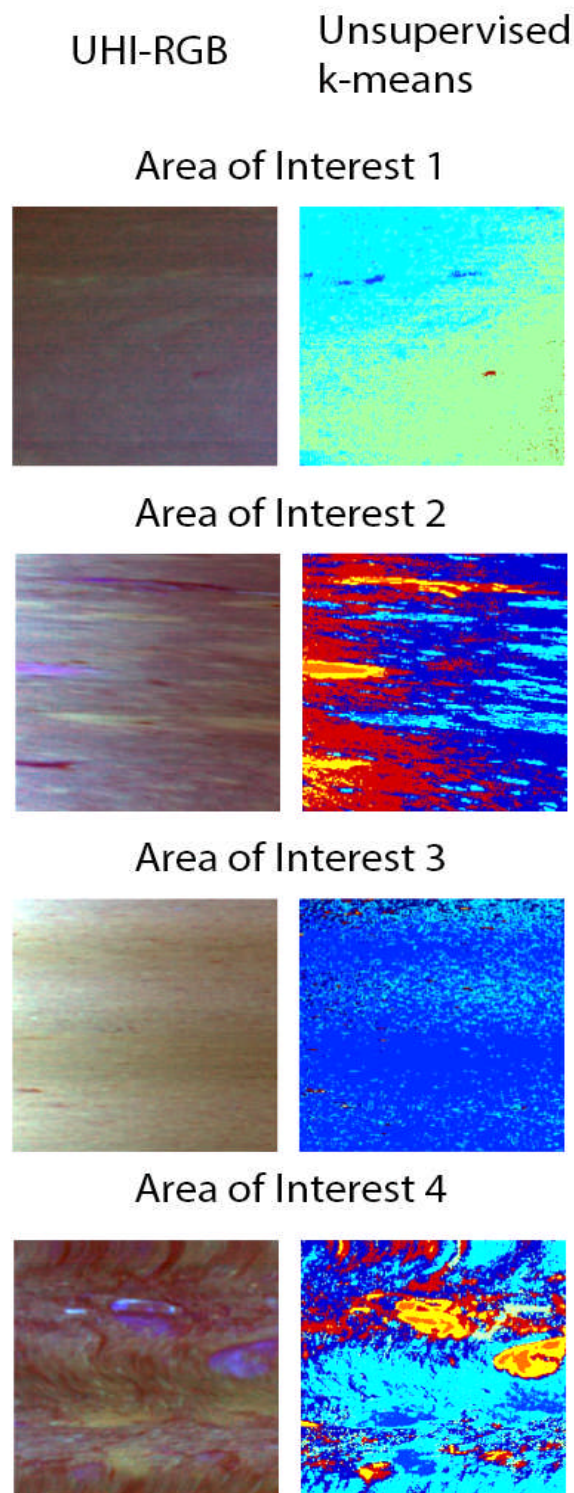 UHI-RGB
Unsupervised
k-means
Area of Interest 1
Area of Interest 2
Area of Interest 3
Area of Interest 4